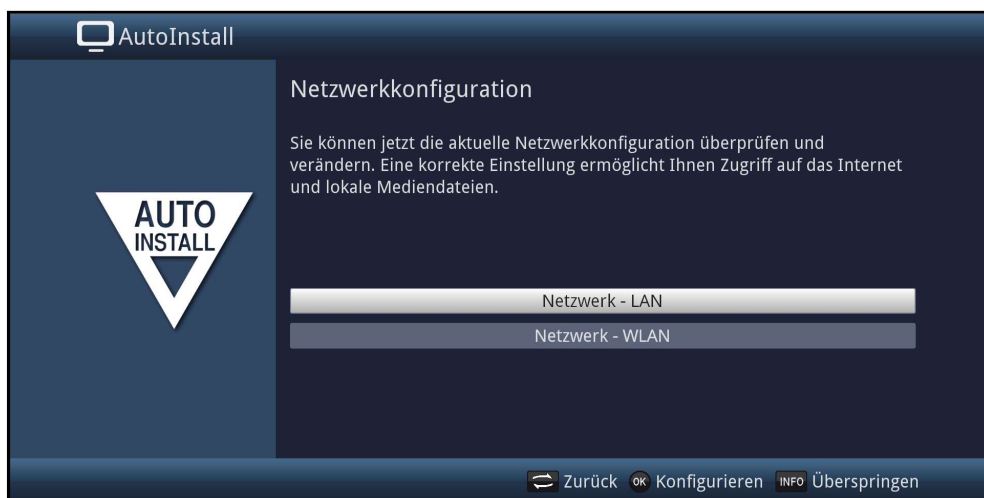 AutoInstall
Netzwerkkonfiguration
Sie können jetzt die aktuelle Netzwerkkonfiguration überprüfen und
verändern. Eine korrekte Einstellung ermöglicht Ihnen Zugriff auf das Internet
und lokale Mediendateien.
AUTO
INSTALL
Netzwerk - LAN
Netzwerk - WLAN
Zurück OK Konfigurieren INFO Überspringen